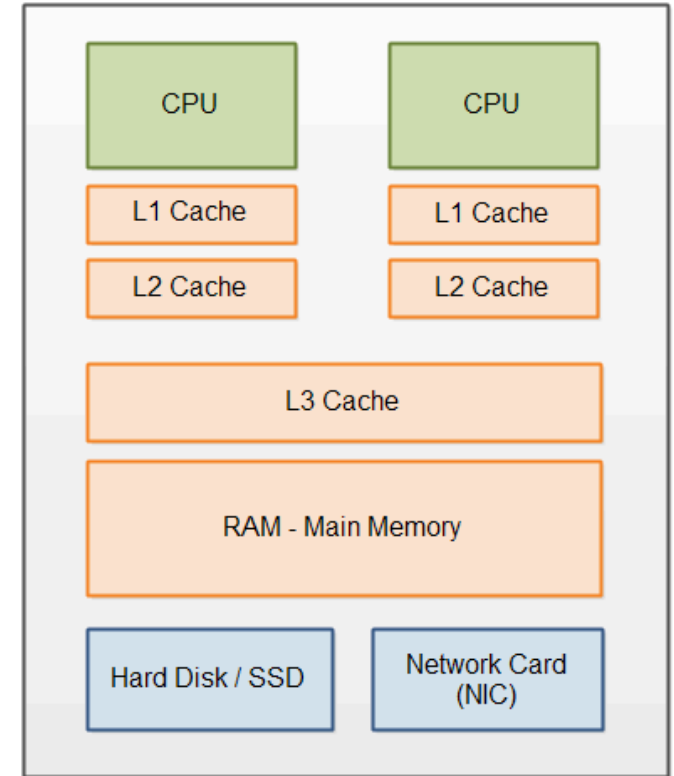 CPU
CPU
L1 Cache
L1 Cache
L2 Cache
L2 Cache
L3 Cache
RAM - Main Memory
Hard Disk / SSD
Network Card
(NIC)